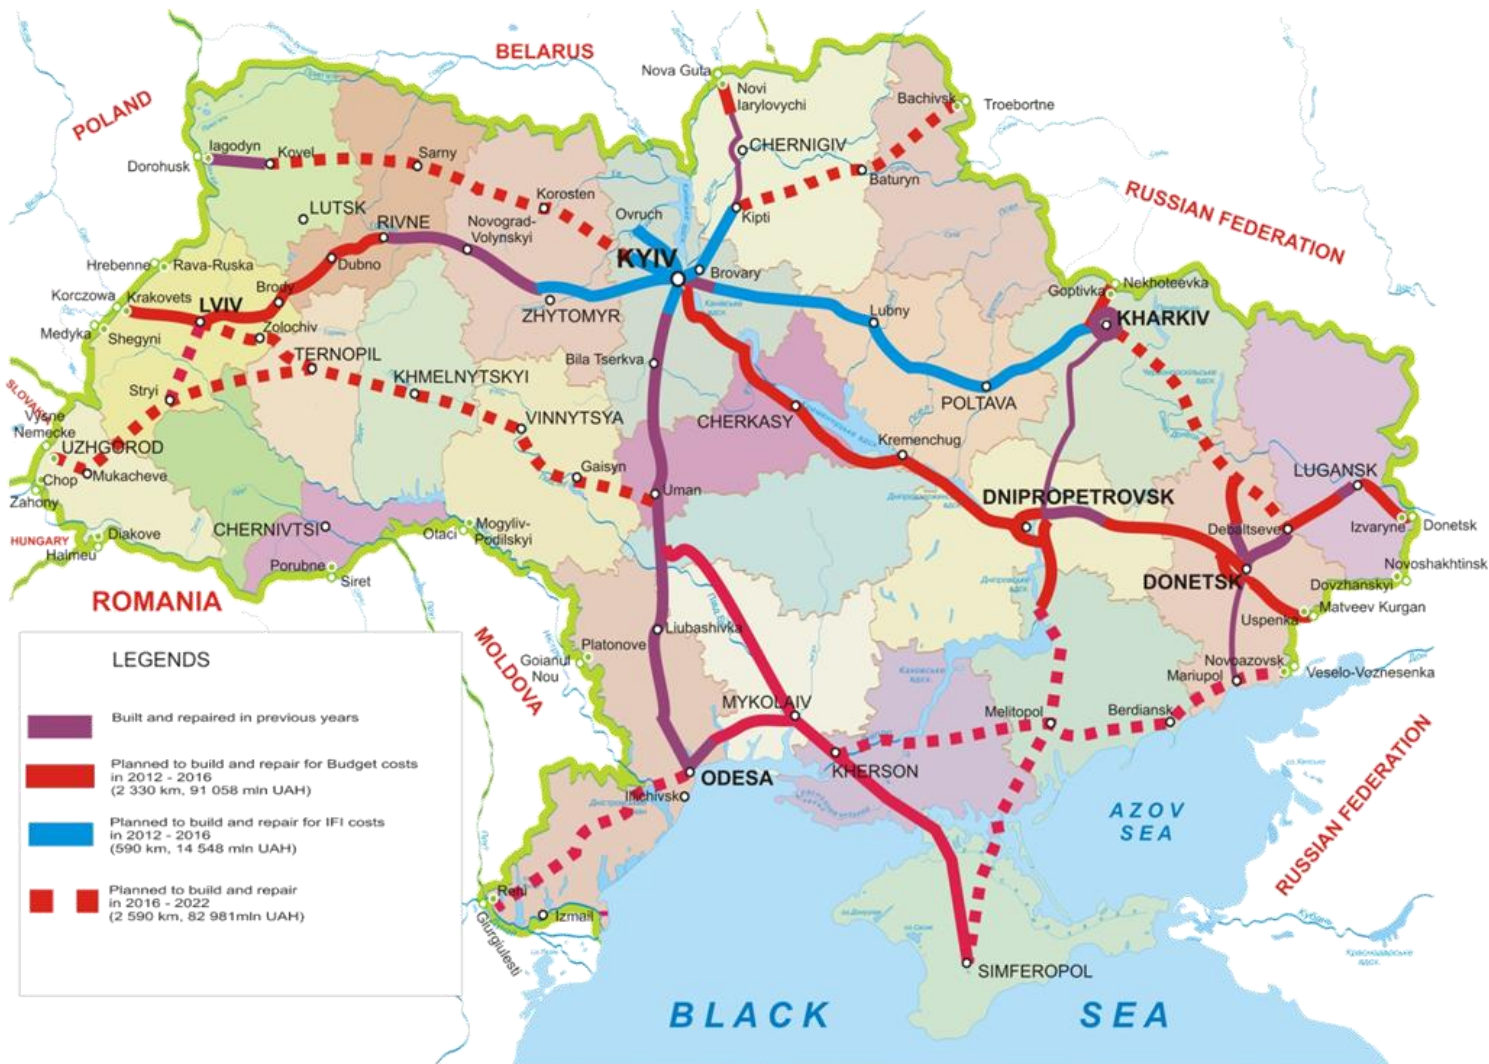 BELARUS
POLAND
RUSSIAN FEDERATION
Nova Guta
Novi
Iarylovychi
Bachivsk
Troebortne
CHERNIGIV
Baturyn
Kipti
Iagodyn
Kovel
Dorohusk
Sarny
Korosten
Ovruch
LUTSK
RIVNE
Novograd-
Volynskyi
KYIV
Brovary
Dubno
Hrebenne
Rava-Ruska
Korczowa
Krakovets
LVIV
Brody
ZHYTOMYR
Lubny
Nekhoteevka
Goptivka
KHARKIV
Medyka
Shegyni
Zolochiv
TERNOPIL
Bila Tserkva
SLOVAKIA
Stryi
KHMELNYTSKYI
VINNYTSYA
CHERKASY
POLTAVA
Vysne
Nemecke
UZHGOROD
Mukacheve
Chop
Zahony
Kremenchug
Gaisyn
Uman
LUGANSK
DNIPROPETROVSK
CHERNIVTSI
Mogyliv-
Podilskyi
Otaci
Debaltseve
Izvaryne
Donetsk
HUNGARY
Diakove
Halmeu
Porubne
Siret
Novoshakhtinsk
Dovzhanskyi
DONETSK
Matveev Kurgan
Uspenka
ROMANIA
MOLDOVA
Liubashivka
Platonove
Goianul
Nou
Novoazovsk
Mariupol
Veselo-Voznesenka
MYKOLAIV
Melitopol
Berdiansk
KHERSON
ODESA
Illichivsk
AZOV
SEA
RUSSIAN FEDERATION
Reni
Izmail
Giurgiulesti
SIMFEROPOL
BLACK SEA
Кубань
Краснодарське
вдсх.
Каховське
вдсх.
LEGENDS
Built and repaired in previous years
Planned to build and repair for Budget costs
in 2012 - 2016
(2 330 km, 91 058 mln UAH)
Planned to build and repair for IFI costs
in 2012 - 2016
(590 km, 14 548 mln UAH)
Planned to build and repair
in 2016 - 2022
(2 590 km, 82 981mln UAH)